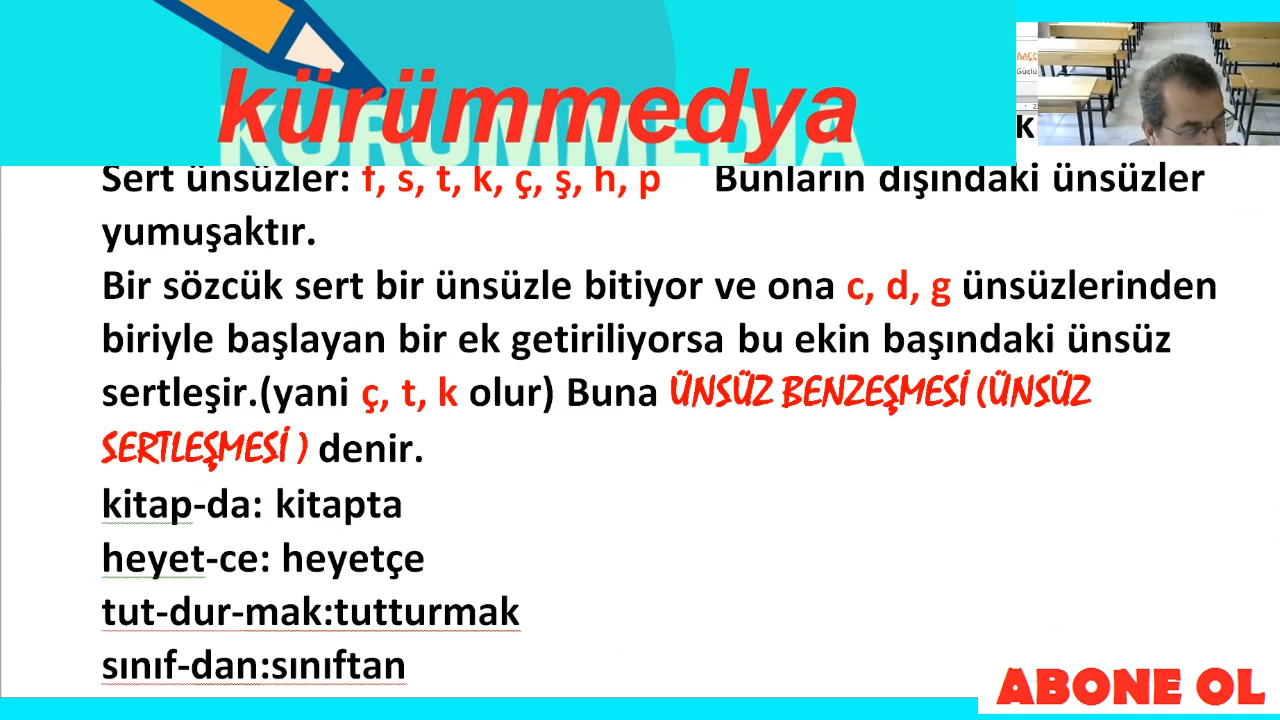 kürümmedya
KURUMMEDIA
k
Sert ünsüzler: f, s, t, k, ç, ş, h, p Bunların dışındaki ünsüzler
yumuşaktır.
Bir sözcük sert bir ünsüzle bitiyor ve ona c, d, g ünsüzlerinden
biriyle başlayan bir ek getiriliyorsa bu ekin başındaki ünsüz
sertleşir.(yani ç, t, k olur) Buna ÜNSÜZ BENZEŞMESİ (ÜNSÜZ
SERTLEŞMESİ ) denir.
kitap-da: kitapta
heyet-ce: heyetçe
tut-dur-mak:tutturmak
sınıf-dan:sınıftan
ABONE OL